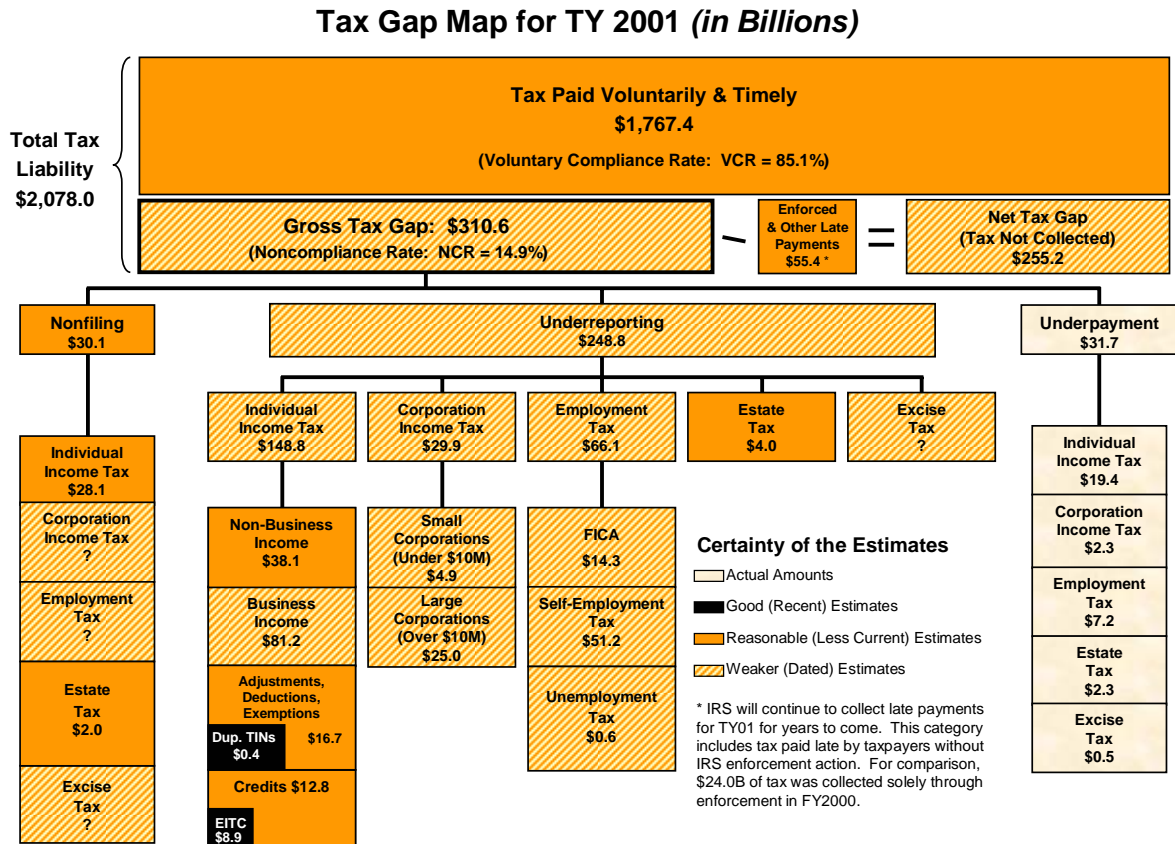 Tax Gap Map for TY 2001 (in Billions)
Total Tax
Liability
$2,078.0
Tax Paid Voluntarily & Timely
$1,767.4
(Voluntary Compliance Rate: VCR = 85.1%)
Gross Tax Gap: $310.6
(Noncompliance Rate: NCR = 14.9%)
–
Enforced
& Other Late
Payments
$55.4 *
=
Net Tax Gap
(Tax Not Collected)
$255.2
Nonfiling
$30.1
Underreporting
$248.8
Underpayment
$31.7
Individual
Income Tax
$28.1
Corporation
Income Tax
?
Employment
Tax
?
Estate
Tax
$2.0
Excise
Tax
?
Individual
Income Tax
$148.8
Corporation
Income Tax
$29.9
Employment
Tax
$66.1
Estate
Tax
$4.0
Excise
Tax
?
Non-Business
Income
$38.1
Business
Income
$81.2
Adjustments,
Deductions,
Exemptions
Dup. TINs
$0.4
$16.7
Credits $12.8
EITC
$8.9
Small
Corporations
(Under $10M)
$4.9
Large
Corporations
(Over $10M)
$25.0
FICA
$14.3
Self-Employment
Tax
$51.2
Unemployment
Tax
$0.6
Individual
Income Tax
$19.4
Corporation
Income Tax
$2.3
Employment
Tax
$7.2
Estate
Tax
$2.3
Excise
Tax
$0.5
Certainty of the Estimates
Actual Amounts
Good (Recent) Estimates
Reasonable (Less Current) Estimates
Weaker (Dated) Estimates
* IRS will continue to collect late payments
for TY01 for years to come. This category
includes tax paid late by taxpayers without
IRS enforcement action. For comparison,
$24.0B of tax was collected solely through
enforcement in FY2000.